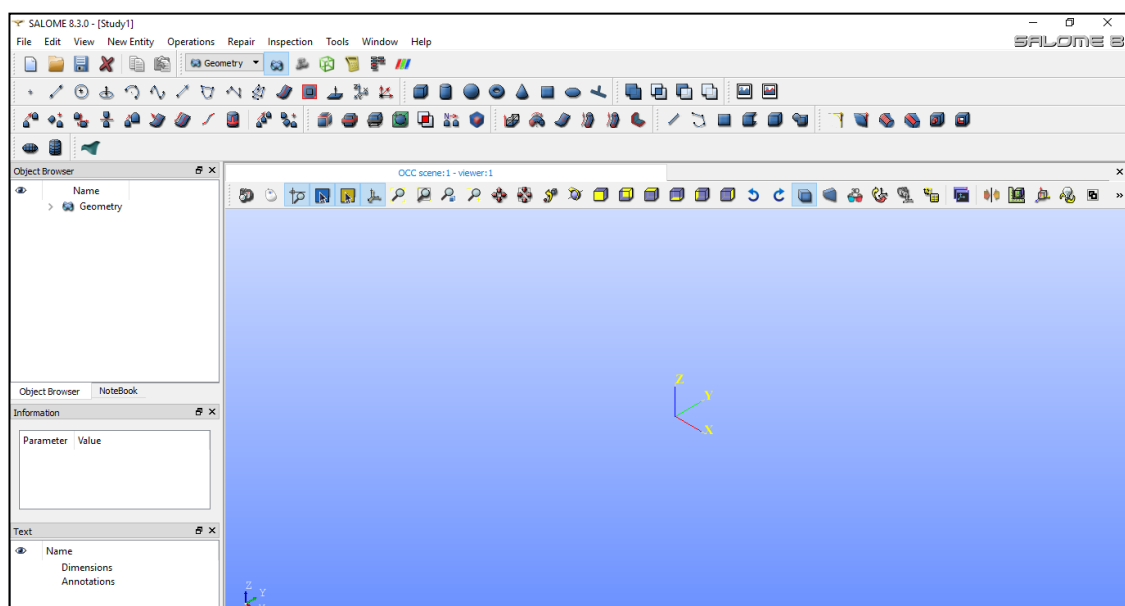 SALOME 8.3.0 - [Study1]
File Edit View New Entity Operations Repair Inspection Tools Window Help
SALOME 8
Geometry
Object Browser
OCC scene:1 - viewer:1
Name
Geometry
Z
Y
X
Object Browser NoteBook
Information
Parameter Value
Text
Name
Dimensions
Annotations
Z
Y